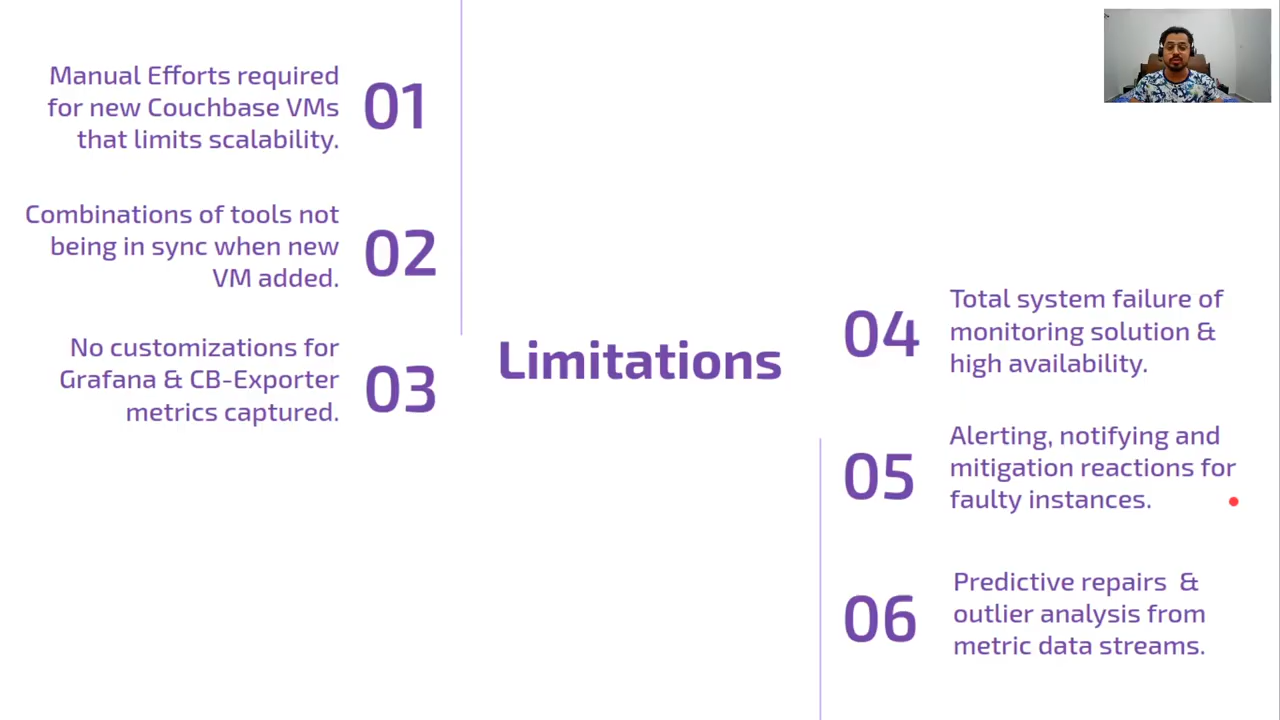 Manual Efforts required
for new Couchbase VMs
that limits scalability.
01
Combinations of tools not
being in sync when new
VM added.
02
No customizations for
Grafana & CB-Exporter
metrics captured.
03
Limitations
04
Total system failure of
monitoring solution &
high availability.
05
Alerting, notifying and
mitigation reactions for
faulty instances.
06
Predictive repairs & 
outlier analysis from
metric data streams.